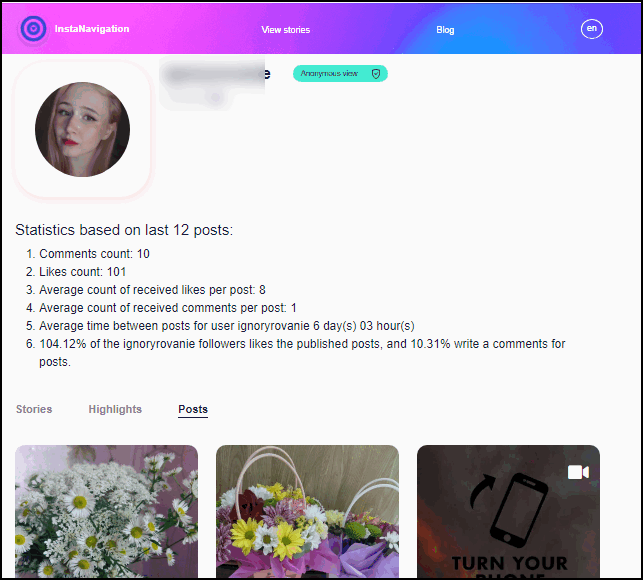 InstaNavigation View stories Blog en
e Anonymous view
Statistics based on last 12 posts:
1. Comments count: 10
2. Likes count: 101
3. Average count of received likes per post: 8
4. Average count of received comments per post: 1
5. Average time between posts for user ignoryrovanie 6 day(s) 03 hour(s)
6. 104.12% of the ignoryrovanie followers likes the published posts, and 10.31% write a comments for
posts.
Stories Highlights Posts
TURN YOUR
PHONE